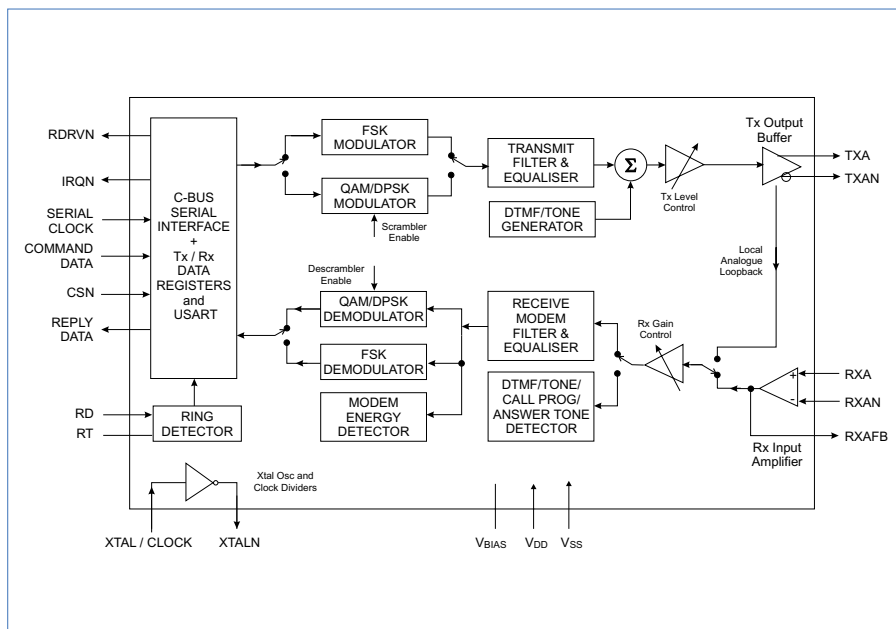 RDRVN
IRQN
SERIAL
CLOCK
COMMAND
DATA
CSN
REPLY
DATA
RD
RT
C-BUS
SERIAL
INTERFACE
+
Tx / Rx
DATA
REGISTERS
and
USART
RING
DETECTOR
FSK
MODULATOR
QAM/DPSK
MODULATOR
Scrambler
Enable
TRANSMIT
FILTER &
EQUALISER
DTMF/TONE
GENERATOR
Σ
Tx Level
Control
Tx Output
Buffer
TXA
TXAN
Local
Analogue
Loopback
Descrambler
Enable
QAM/DPSK
DEMODULATOR
FSK
DEMODULATOR
MODEM
ENERGY
DETECTOR
RECEIVE
MODEM
FILTER &
EQUALISER
DTMF/TONE/
CALL PROG/
ANSWER TONE
DETECTOR
Rx Gain
Control
+
-
RXA
RXAN
RXAFB
Rx Input
Amplifier
Xtal Osc and
Clock Dividers
XTAL / CLOCK
XTALN
VBIAS
VDD
VSS